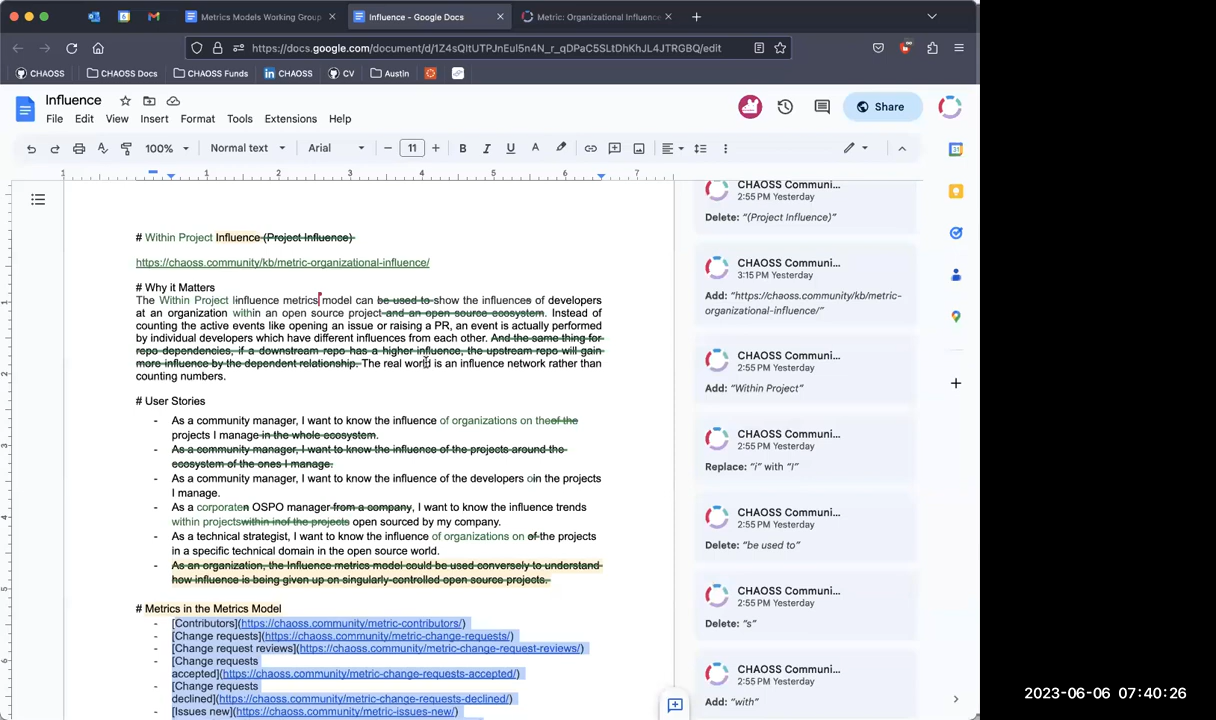 Metrics Models Working Group
Influence - Google Docs
Metric: Organizational Influence
https://docs.google.com/document/d/1Z4sQItUTPJnEul5n4N_r_qDPaC5SLtDhKhJL4JTRGBQ/edit
CHAOSS
CHAOSS Docs
CHAOSS Funds
CHAOSS
CV
Austin
Influence
File Edit View Insert Format Tools Extensions Help
Share
100% Normal text Arial 11
1 1 2 3 4 5 6 7
# Within Project Influence (Project Influence)
https://chaoss.community/kb/metric-organizational-influence/
# Why it Matters
The Within Project Iinfluence metrics model can be used to show the influences of developers
at an organization within an open source project and an open source ecosystem. Instead of
counting the active events like opening an issue or raising a PR, an event is actually performed
by individual developers which have different influences from each other. And the same thing for
repo dependencies, if a downstream repo has a higher influence, the upstream repo will gain
more influence by the dependent relationship. The real world is an influence network rather than
counting numbers.
# User Stories
- As a community manager, I want to know the influence of organizations on theof the
projects I manage in the whole ecosystem.
- As a community manager, I want to know the influence of the projects around the
ecosystem of the ones I manage.
- As a community manager, I want to know the influence of the developers oin the projects
I manage.
- As a corporaten OSPO manager from a company, I want to know the influence trends
within projectswithin inof the projects open sourced by my company.
- As a technical strategist, I want to know the influence of organizations on of the projects
in a specific technical domain in the open source world.
- As an organization, the Influence metrics model could be used conversely to understand
how influence is being given up on singularly-controlled open source projects.
# Metrics in the Metrics Model
- [Contributors](https://chaoss.community/metric-contributors/)
- [Change requests](https://chaoss.community/metric-change-requests/)
- [Change request reviews](https://chaoss.community/metric-change-request-reviews/)
- [Change requests
accepted](https://chaoss.community/metric-change-requests-accepted/)
- [Change requests
declined](https://chaoss.community/metric-change-requests-declined/)
- [Issues new](https://chaoss.community/metric-issues-new/)
CHAOSS Communi...
2:55 PM Yesterday
Delete: "(Project Influence)"
CHAOSS Communi...
3:15 PM Yesterday
Add: "https://chaoss.community/kb/metric-
organizational-influence/"
CHAOSS Communi...
2:55 PM Yesterday
Add: "Within Project"
CHAOSS Communi...
2:55 PM Yesterday
Replace: "i" with "I"
CHAOSS Communi...
2:55 PM Yesterday
Delete: "be used to"
CHAOSS Communi...
2:55 PM Yesterday
Delete: "s"
CHAOSS Communi...
2:55 PM Yesterday
Add: "with"
2023-06-06 07:40:26